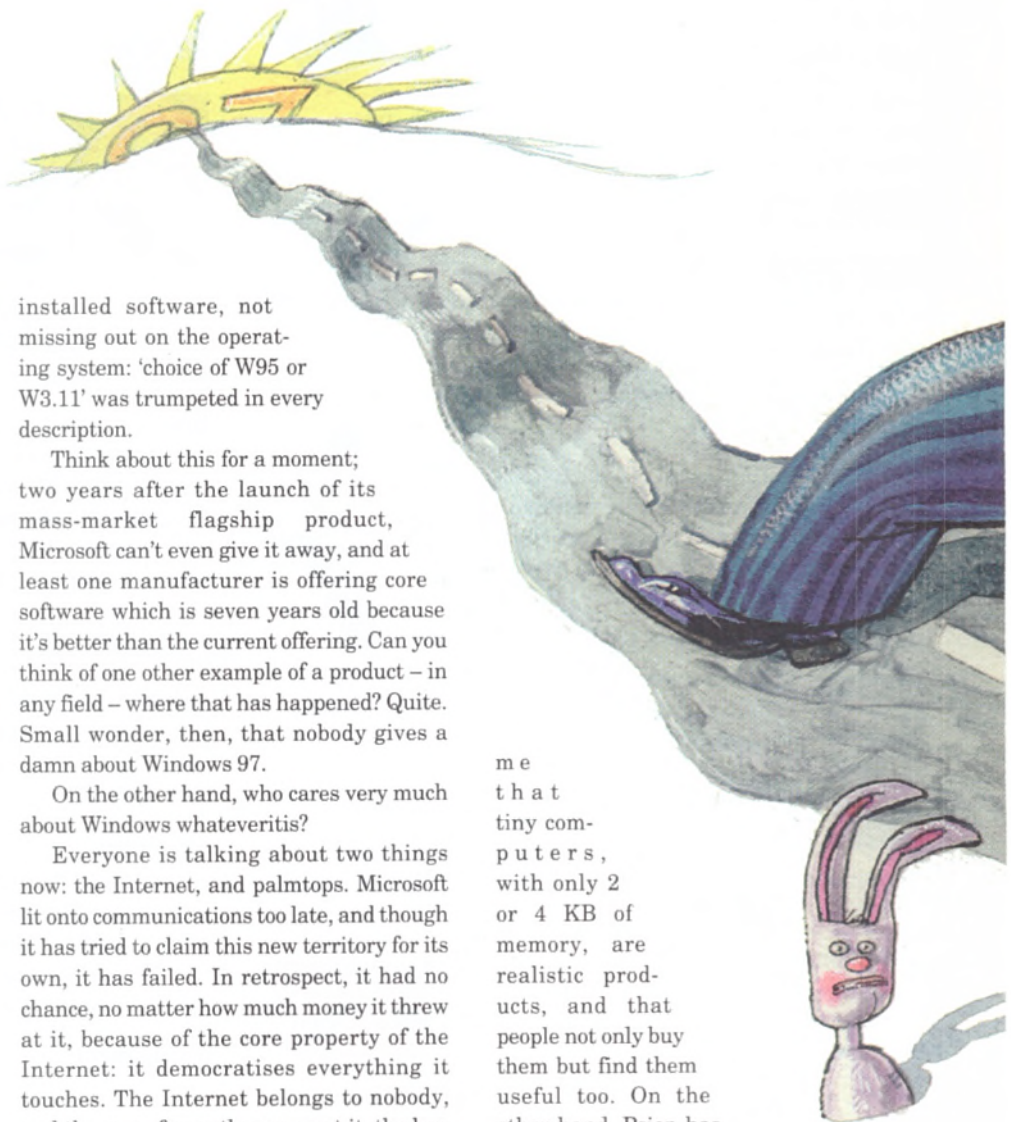 97
installed software, not
missing out on the operat-
ing system: ‘choice of W95 or
W3.11’ was trumpeted in every
description.
Think about this for a moment;
two years after the launch of its
mass-market flagship product,
Microsoft can't even give it away, and at
least one manufacturer is offering core
software which is seven years old because
it's better than the current offering. Can you
think of one other example of a product – in
any field – where that has happened? Quite.
Small wonder, then, that nobody gives a
damn about Windows 97.
On the other hand, who cares very much
about Windows whateveritis?
Everyone is talking about two things
now: the Internet, and palmtops. Microsoft
lit onto communications too late, and though
it has tried to claim this new territory for its
own, it has failed. In retrospect, it had no
chance, no matter how much money it threw
at it, because of the core property of the
Internet: it democratises everything it
touches. The Internet belongs to nobody,
me
that
tiny com-
puters,
with only 2
or 4 KB of
memory, are
realistic prod-
ucts, and that
people not only buy
them but find them
useful too. On the